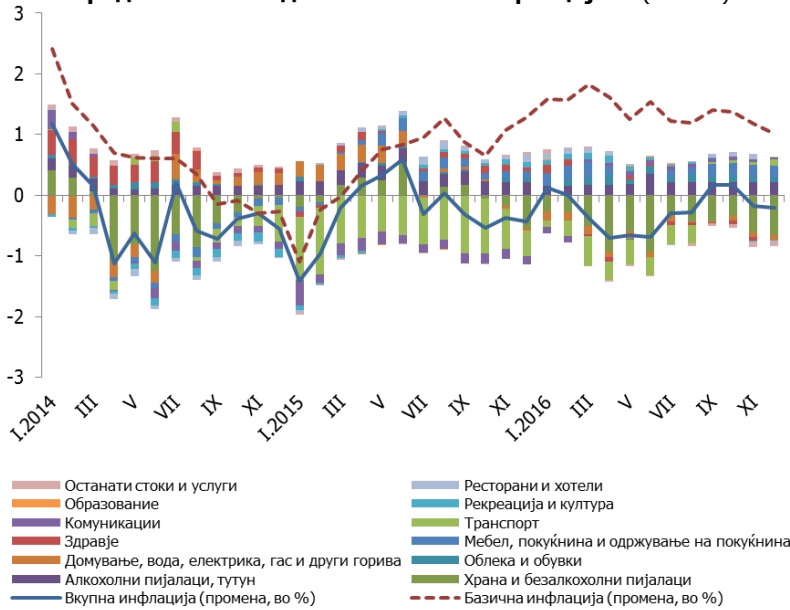 3
2
1
0
-1
-2
-3
I.2014
III
V
VII
IX
XI
I.2015
III
V
VII
IX
XI
I.2016
III
V
VII
IX
XI
Останати стоки и услуги
Ресторани и хотели
Образование
Рекреација и култура
Комуникации
Транспорт
Здравје
Мебел, покуќнина и одржување на покуќнина
Домување, вода, електрика, гас и други горива
Облека и обувки
Алкохолни пијалаци, тутун
Храна и безалкохолни пијалаци
Вкупна инфлација (промена, во %)
Базична инфлација (промена, во %)